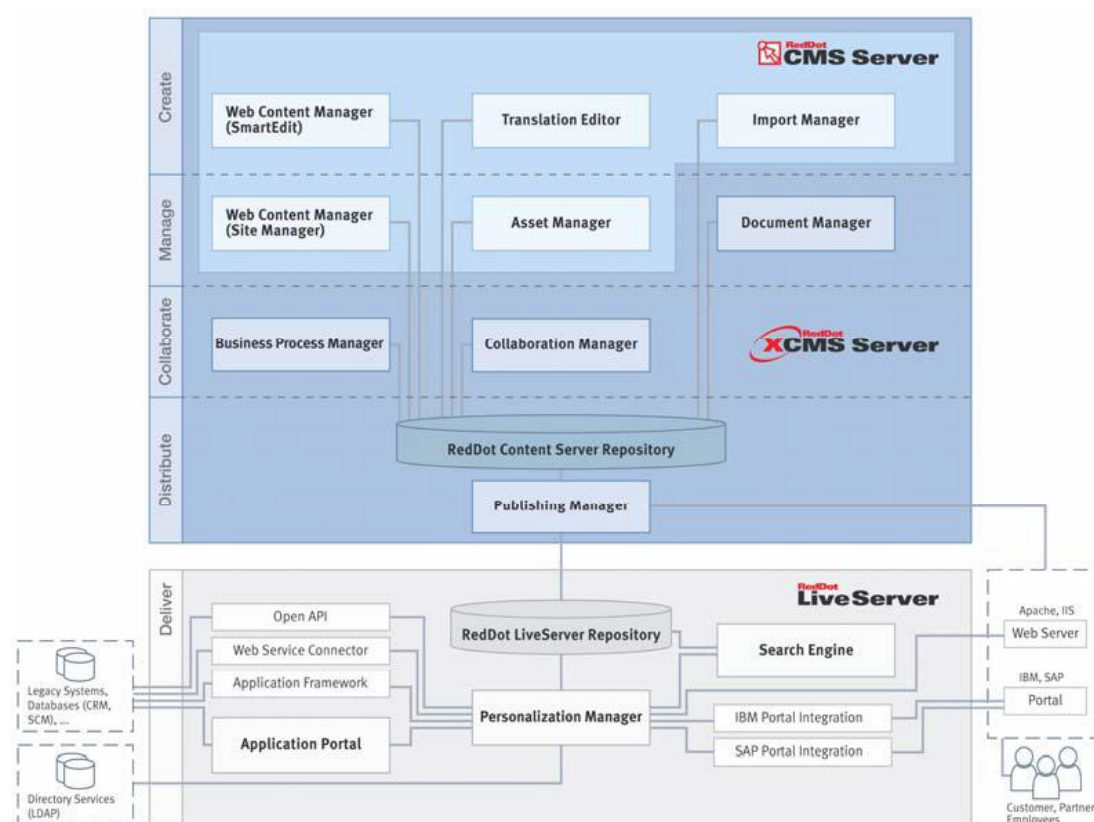 Create
RedDot
CMS Server
Web Content Manager
(SmartEdit)
Translation Editor
Import Manager
Manage
Web Content Manager
(Site Manager)
Asset Manager
Document Manager
Collaborate
Business Process Manager
Collaboration Manager
RedDot
XCMS Server
Distribute
RedDot Content Server Repository
Publishing Manager
Deliver
RedDot
LiveServer
Open API
Web Service Connector
Application Framework
Application Portal
RedDot LiveServer Repository
Search Engine
Personalization Manager
IBM Portal Integration
SAP Portal Integration
Legacy Systems,
Databases (CRM,
SCM), ...
Directory Services
(LDAP)
Apache, IIS
Web Server
IBM, SAP
Portal
Customer, Partner
Employees